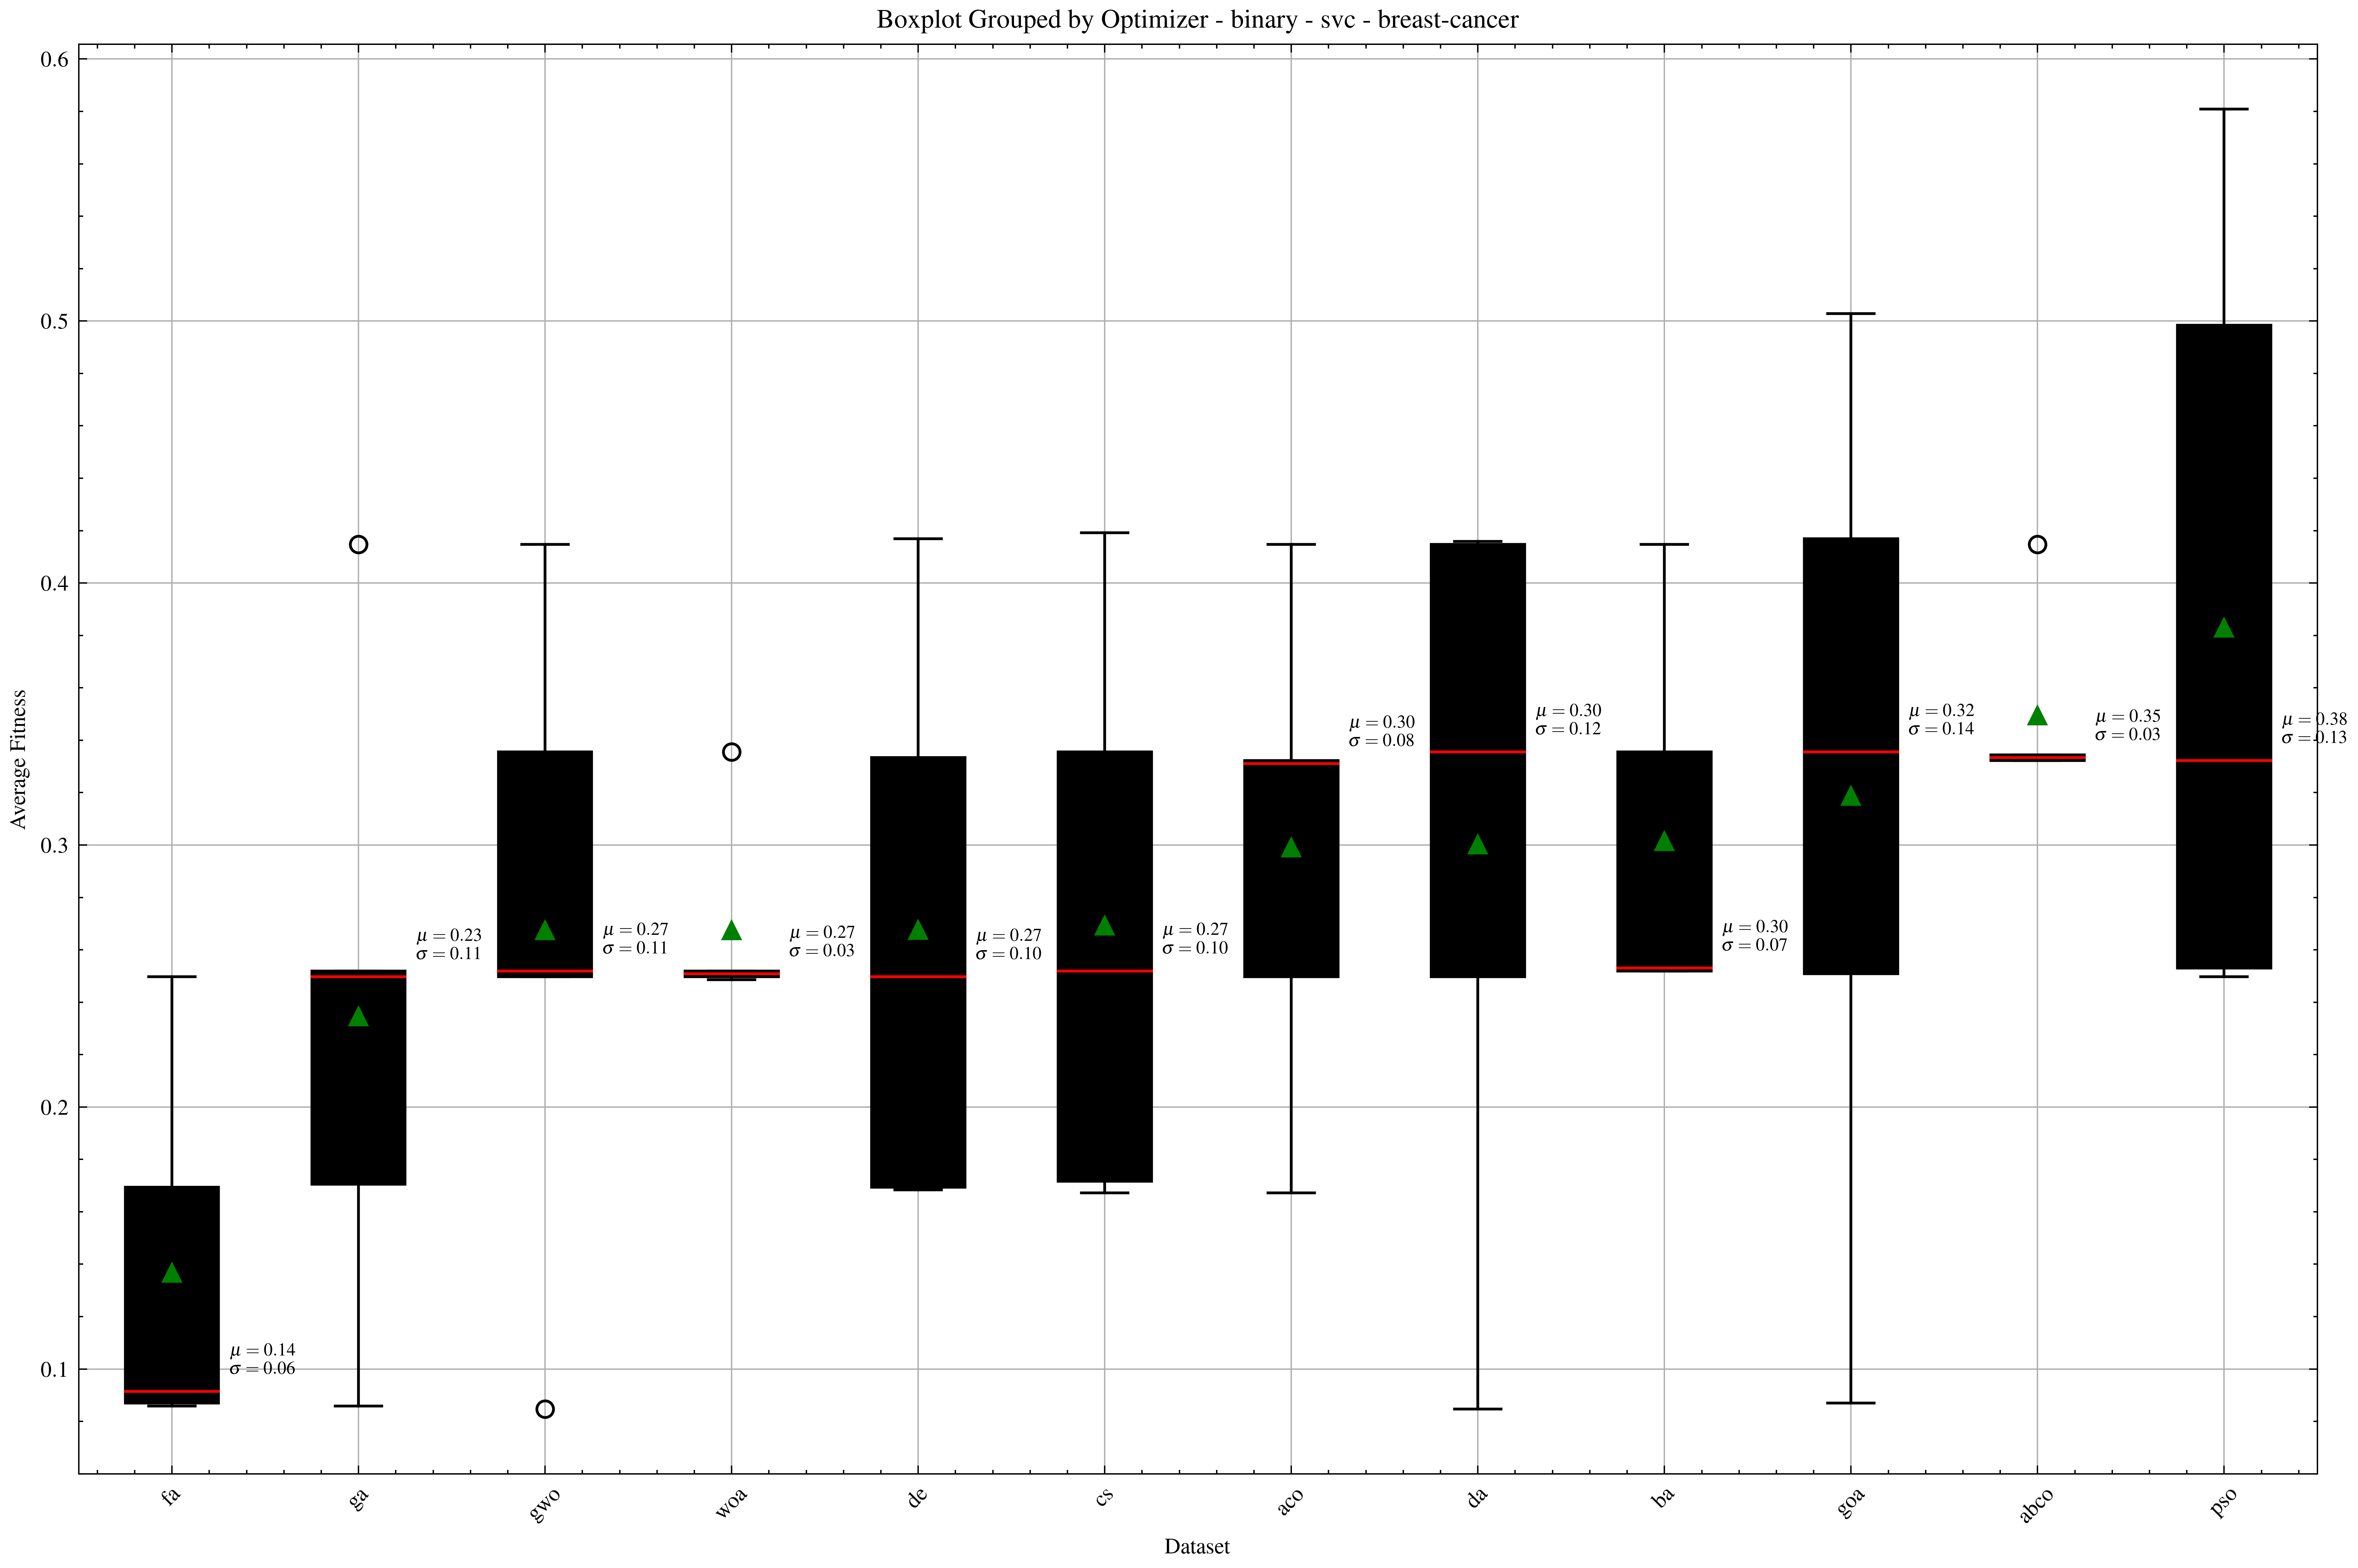 Boxplot Grouped by Optimizer - binary - svc - breast-cancer
Average Fitness
0.6
0.5
0.4
0.3
0.2
0.1
μ = 0.14
σ = 0.06
μ = 0.23
σ = 0.11
μ = 0.27
σ = 0.11
μ = 0.27
σ = 0.03
μ = 0.27
σ = 0.10
μ = 0.27
σ = 0.10
μ = 0.30
σ = 0.08
μ = 0.30
σ = 0.12
μ = 0.30
σ = 0.07
μ = 0.32
σ = 0.14
μ = 0.35
σ = 0.03
μ = 0.38
σ = 0.13
fa
ga
gwo
woa
de
cs
aco
da
ba
goa
abco
pso
Dataset